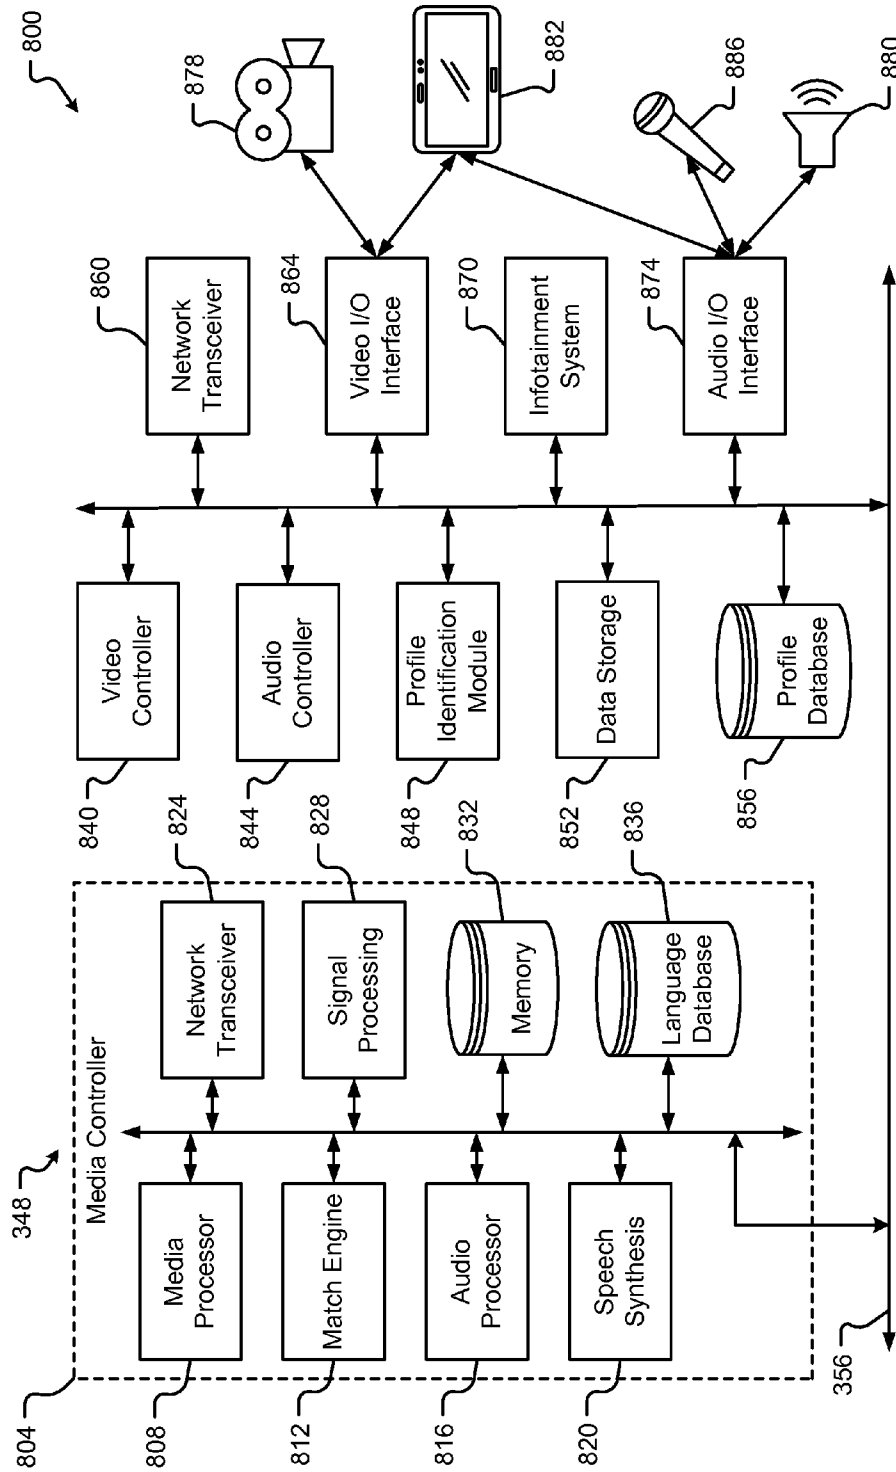 800
348
804
Media Controller
808
Media
Processor
812
Match Engine
816
Audio
Processor
820
Speech
Synthesis
824
Network
Transceiver
828
Signal
Processing
832
Memory
836
Language
Database
840
Video
Controller
844
Audio
Controller
848
Profile
Identification
Module
852
Data Storage
856
Profile
Database
860
Network
Transceiver
864
Video I/O
Interface
870
Infotainment
System
874
Audio I/O
Interface
878
882
886
880
356